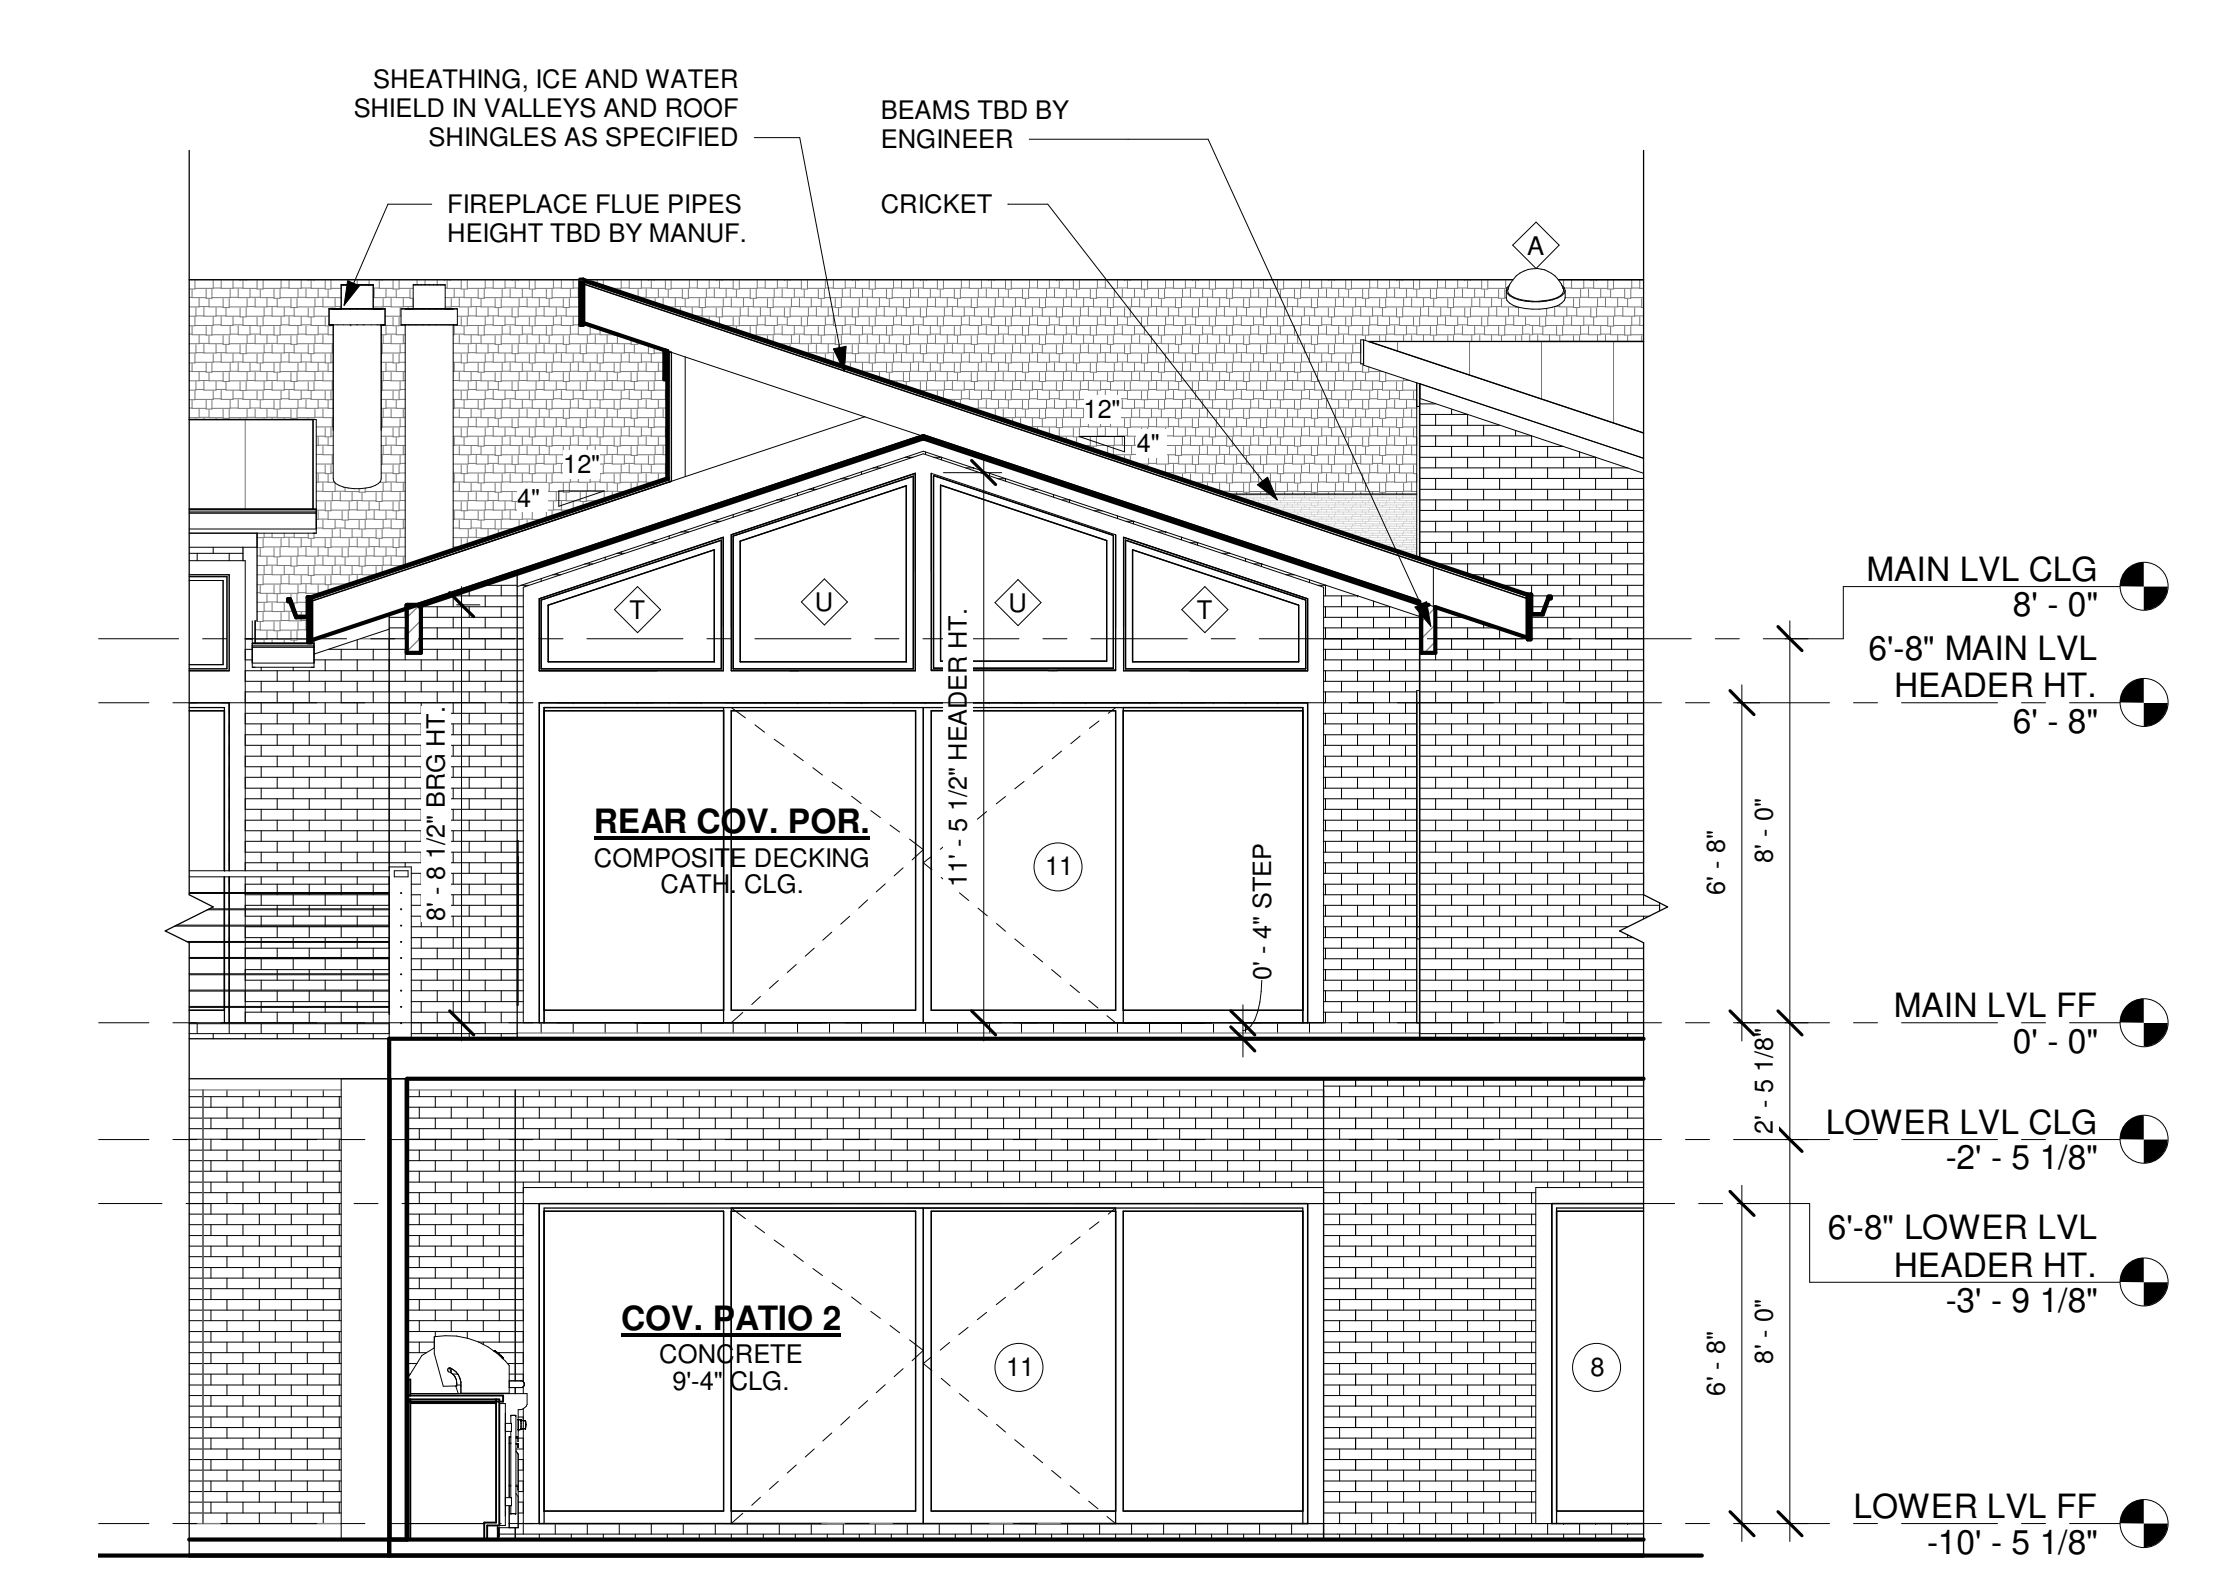 SHEATHING, ICE AND WATER
SHIELD IN VALLEYS AND ROOF
SHINGLES AS SPECIFIED
BEAMS TBD BY
ENGINEER
FIREPLACE FLUE PIPES
HEIGHT TBD BY MANUF.
CRICKET
A
12"
4"
12"
4"
T
U
U
T
MAIN LVL CLG
8' - 0"
6'-8" MAIN LVL
HEADER HT.
6' - 8"
8' - 8 1/2" BRG HT.
11' - 5 1/2" HEADER HT.
REAR COV. POR.
COMPOSITE DECKING
CATH. CLG.
11
0' - 4" STEP
6' - 8"
8' - 0"
MAIN LVL FF
0' - 0"
2' - 5 1/8"
LOWER LVL CLG
-2' - 5 1/8"
6'-8" LOWER LVL
HEADER HT.
-3' - 9 1/8"
COV. PATIO 2
CONCRETE
9'-4" CLG.
11
8
6' - 8"
8' - 0"
LOWER LVL FF
-10' - 5 1/8"